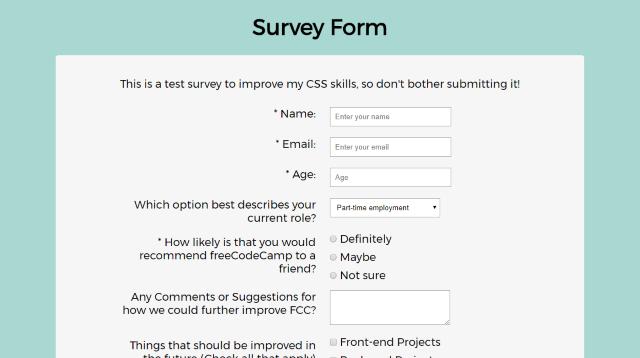 Survey Form
This is a test survey to improve my CSS skills, so don't bother submitting it!
* Name:
Enter your name
* Email:
Enter your email
* Age:
Age
Which option best describes your
current role?
Part-time employment
* How likely is that you would
recommend freeCodeCamp to a
friend?
Definitely
Maybe
Not sure
Any Comments or Suggestions for
how we could further improve FCC?
Things that should be improved in
the future (Check all that apply)
Front-end Projects